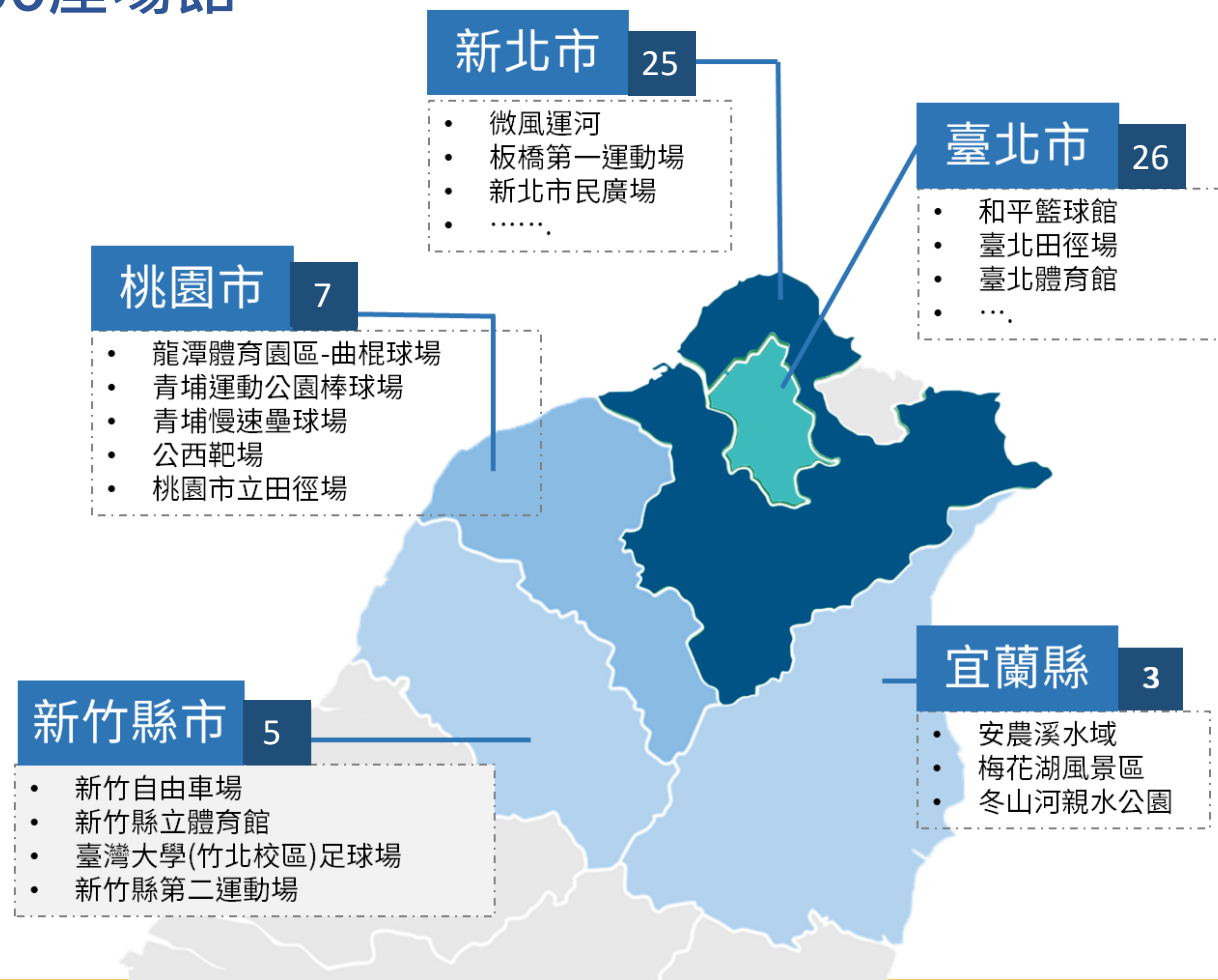 座場館
新北市 25
• 微風運河
• 板橋第一運動場
• 新北市民廣場
• …….
臺北市 26
• 和平籃球館
• 臺北田徑場
• 臺北體育館
• ….
桃園市 7
• 龍潭體育園區-曲棍球場
• 青埔運動公園棒球場
• 青埔慢速壘球場
• 公西靶場
• 桃園市立田徑場
宜蘭縣 3
• 安農溪水域
• 梅花湖風景區
• 冬山河親水公園
新竹縣市 5
• 新竹自由車場
• 新竹縣立體育館
• 臺灣大學(竹北校區)足球場
• 新竹縣第二運動場